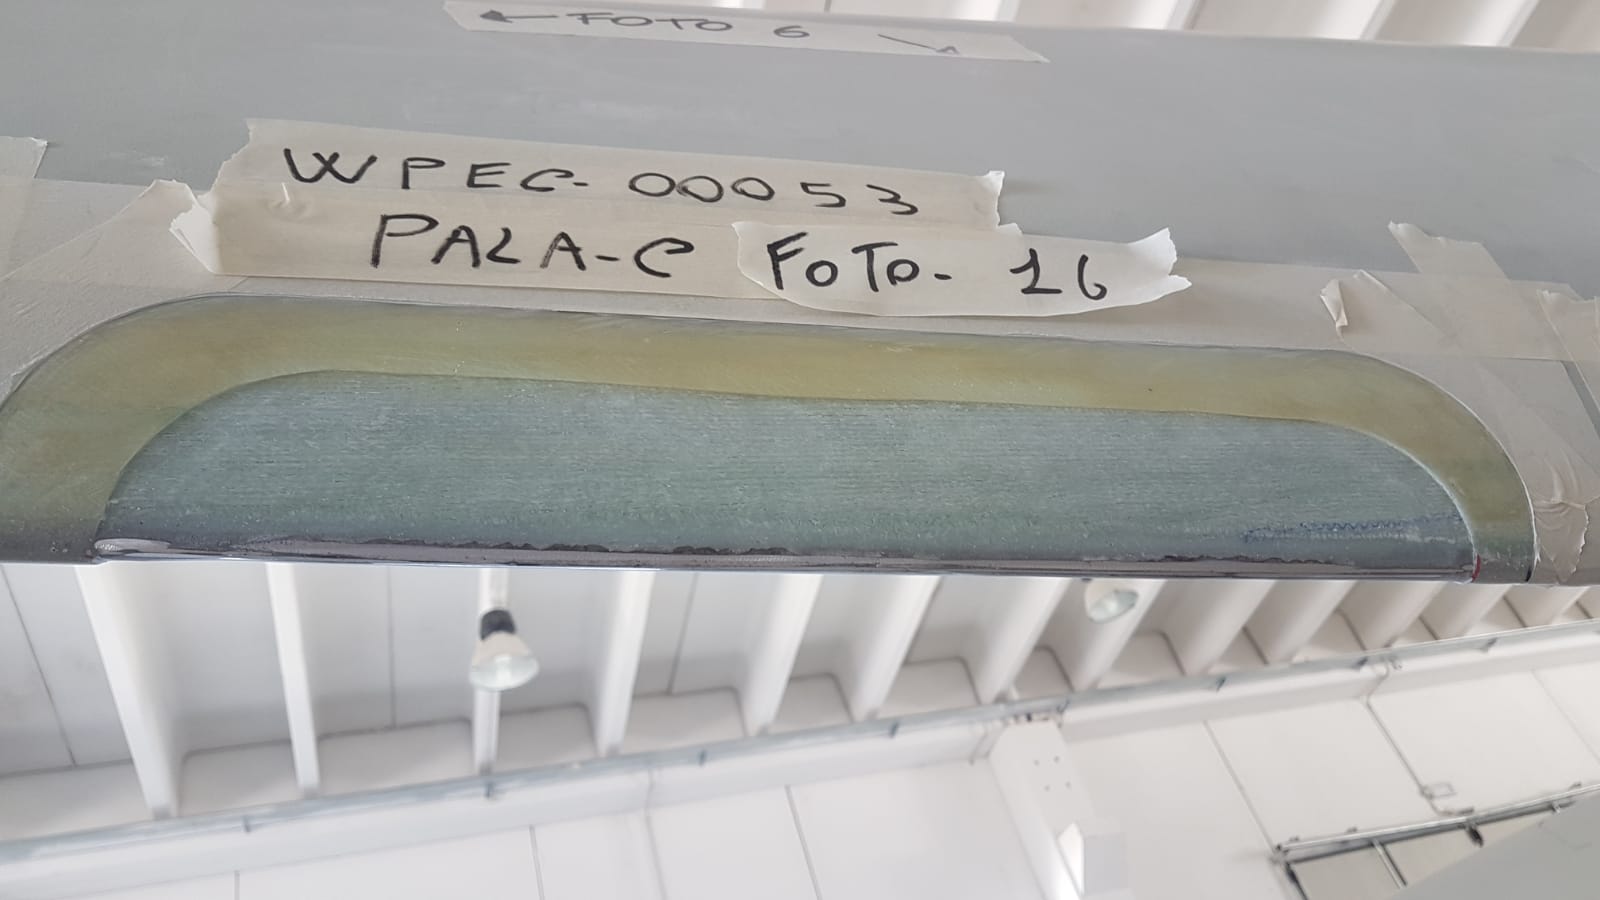 ← FOTO 6 →
WPEC-00053
PALA-C FOTO-16